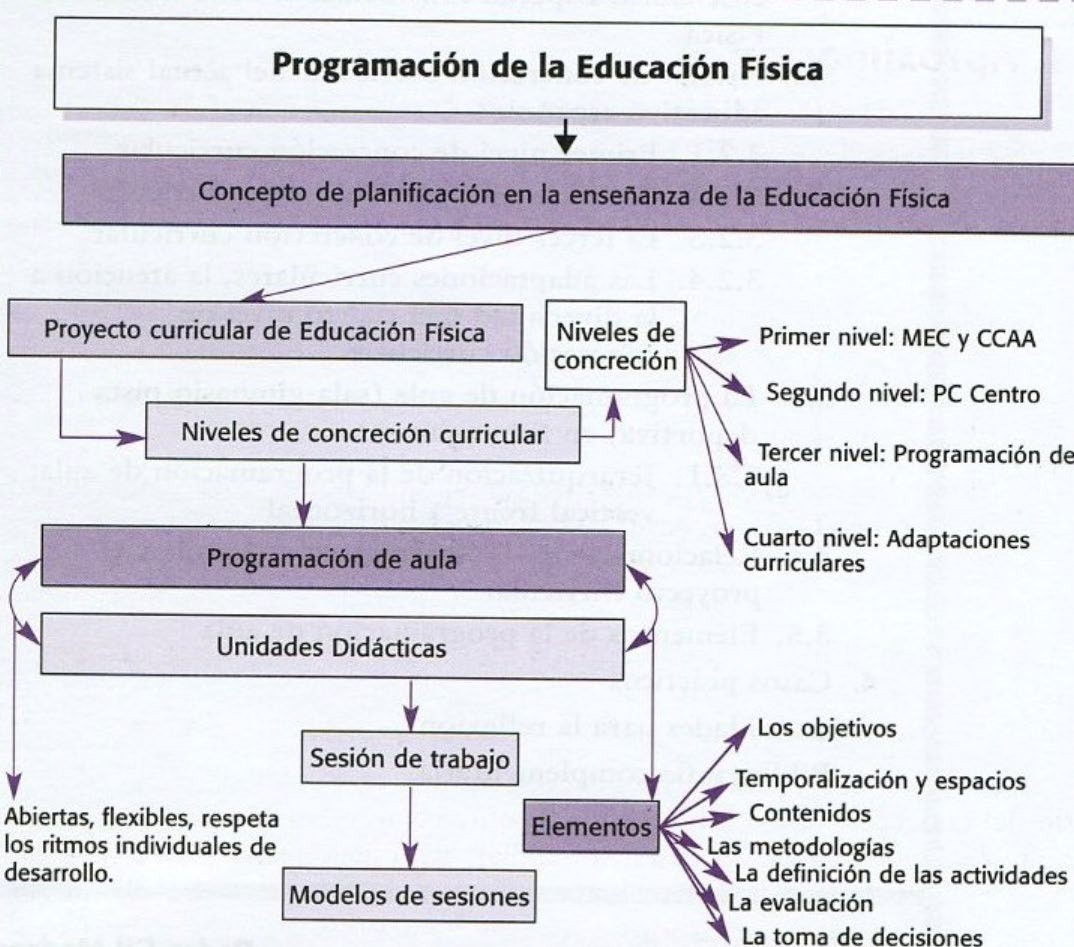 Programación de la Educación Física
Concepto de planificación en la enseñanza de la Educación Física
Proyecto curricular de Educación Física
Niveles de
concreción
Primer nivel: MEC y CCAA
Segundo nivel: PC Centro
Tercer nivel: Programación de
aula
Cuarto nivel: Adaptaciones
curriculares
Niveles de concreción curricular
Programación de aula
Unidades Didácticas
Sesión de trabajo
Modelos de sesiones
Abiertas, flexibles, respeta
los ritmos individuales de
desarrollo.
Elementos
Los objetivos
Temporalización y espacios
Contenidos
Las metodologías
La definición de las actividades
La evaluación
La toma de decisiones